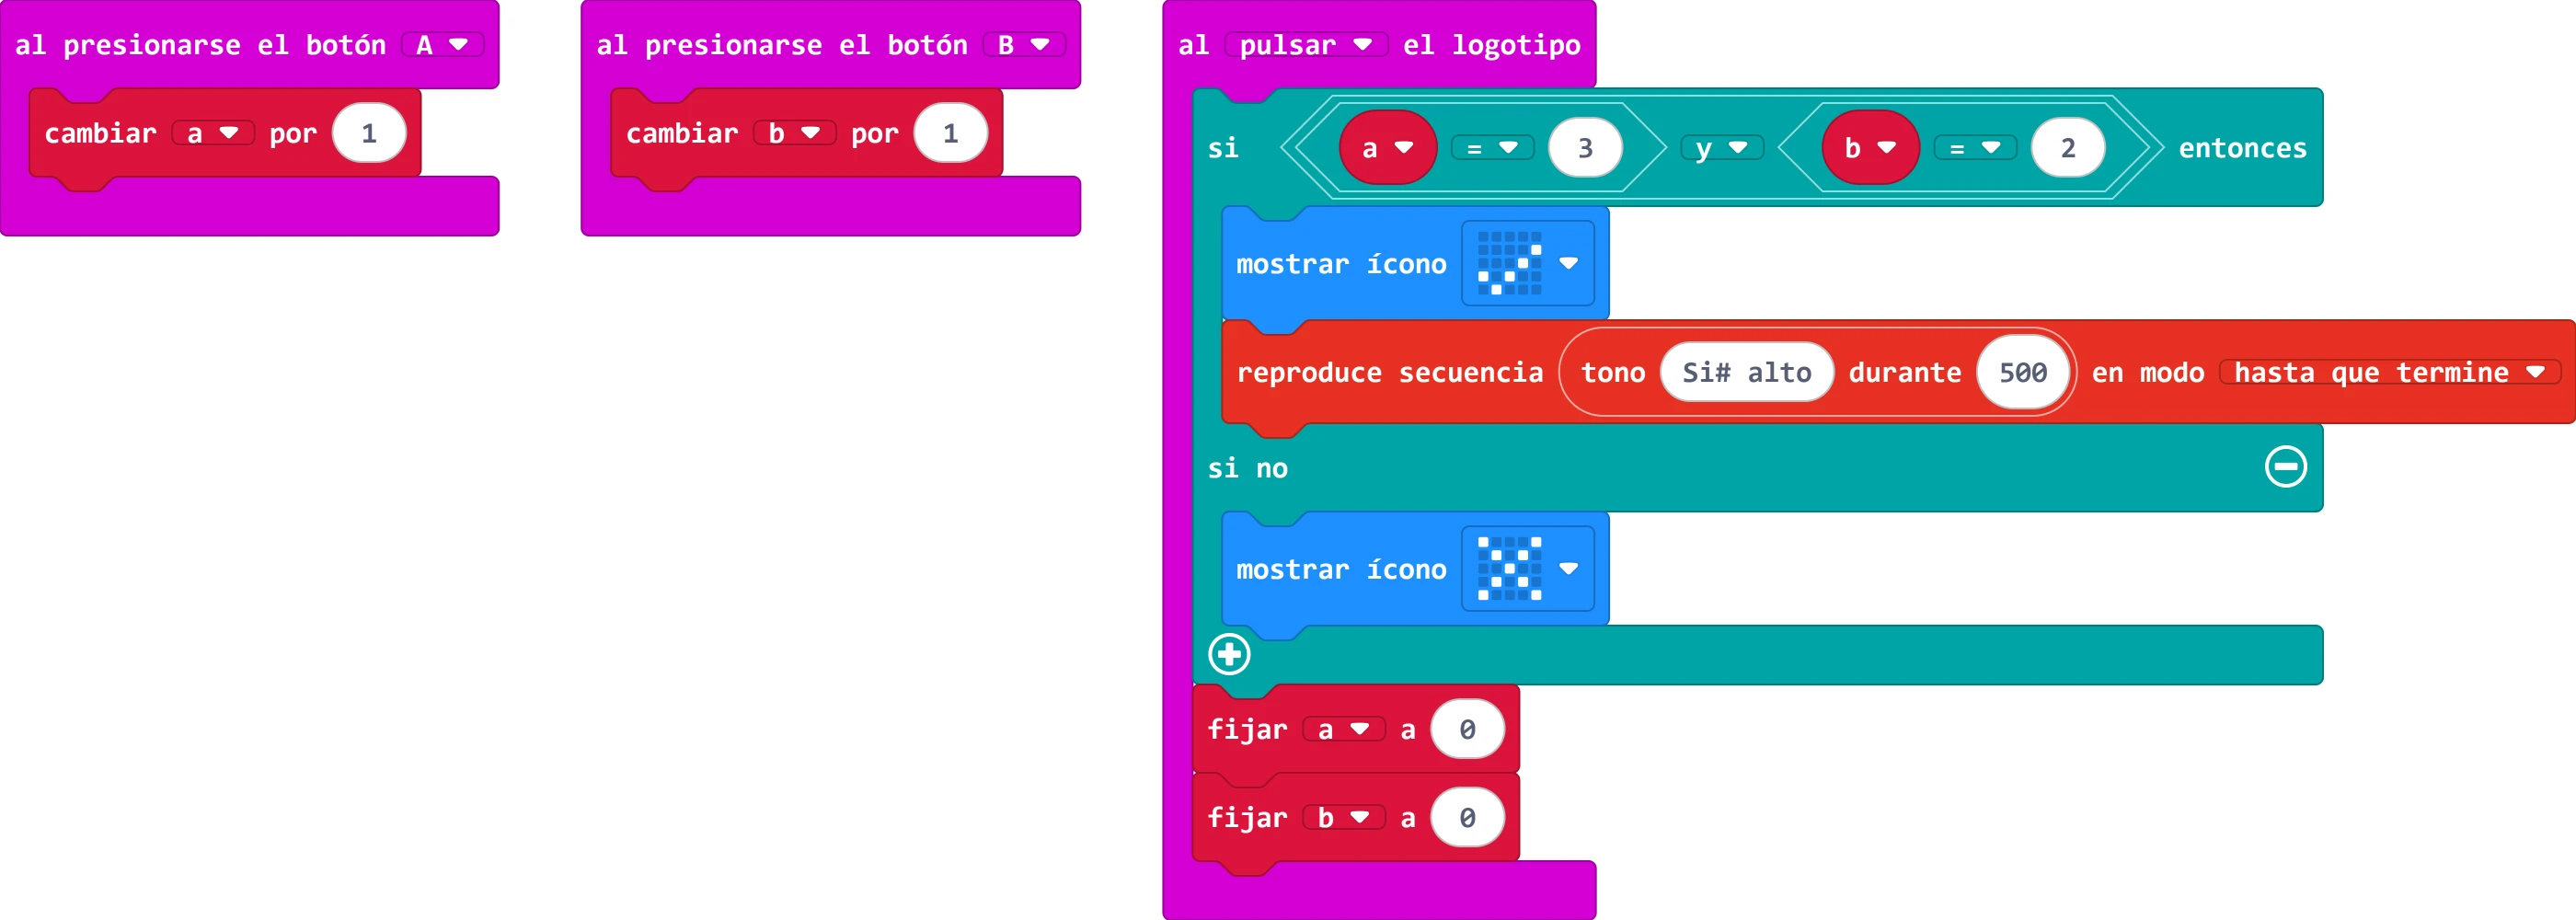 al presionarse el botón A
cambiar a por 1
al presionarse el botón B
cambiar b por 1
al pulsar el logotipo
si a = 3 y b = 2 entonces
mostrar ícono
reproduce secuencia tono Si# alto durante 500 en modo hasta que termine
si no
mostrar ícono
fijar a a 0
fijar b a 0